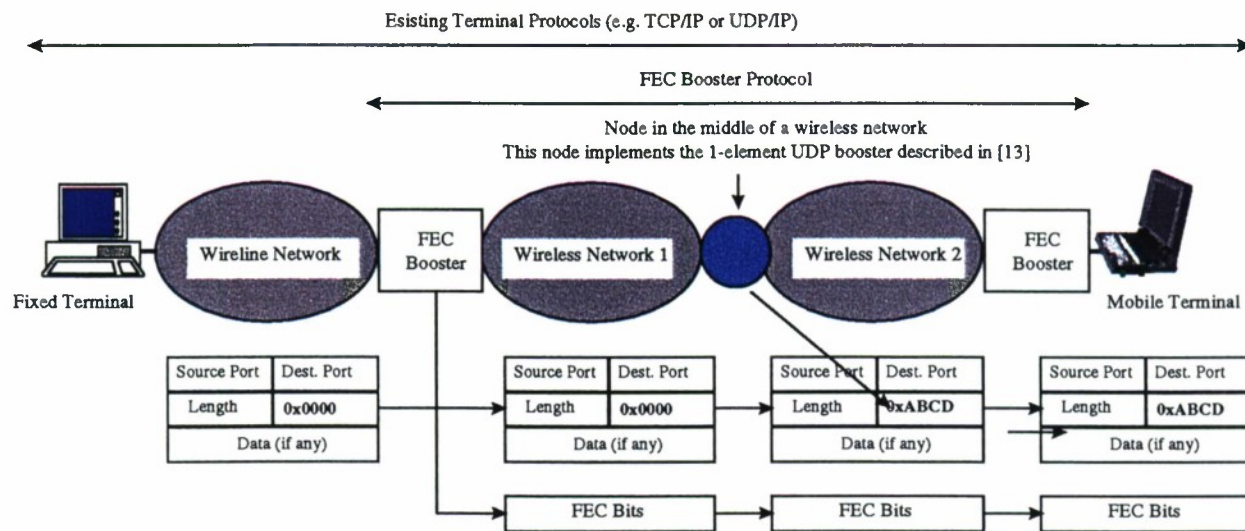 Esisting Terminal Protocols (e.g. TCP/IP or UDP/IP)
FEC Booster Protocol
Node in the middle of a wireless network
This node implements the 1-element UDP booster described in [13]
Wireline Network
FEC
Booster
Wireless Network 1
Wireless Network 2
FEC
Booster
Fixed Terminal
Mobile Terminal
Source Port Dest. Port
Length 0x0000
Data (if any)
Source Port Dest. Port
Length 0x0000
Data (if any)
Source Port Dest. Port
Length 0xABCD
Data (if any)
Source Port Dest. Port
Length 0xABCD
Data (if any)
FEC Bits
FEC Bits
FEC Bits